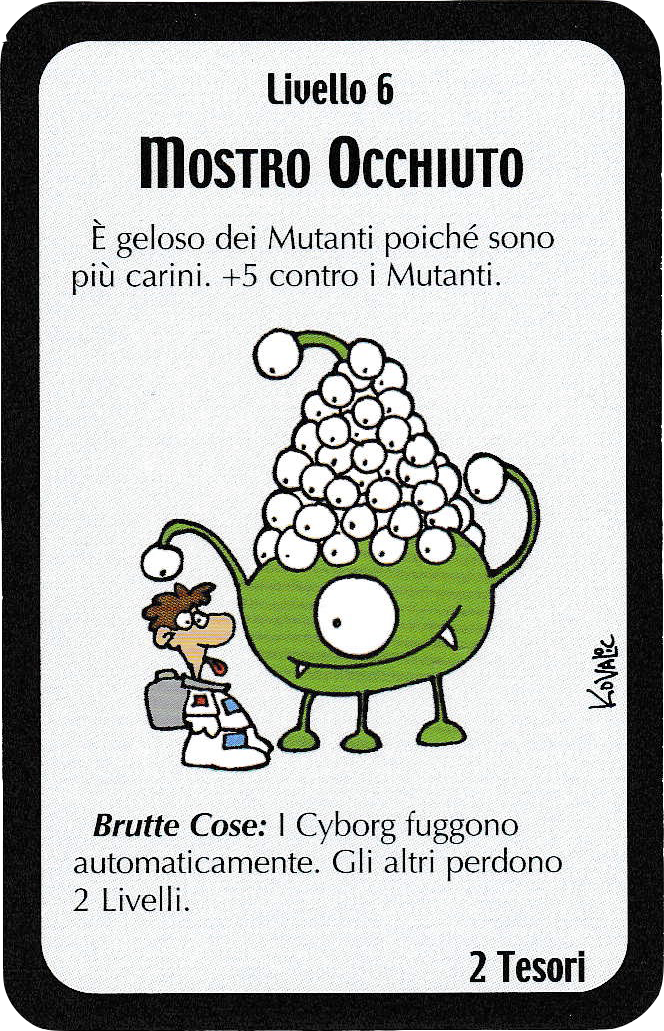 Livello 6
Mostro Occhiuto
È geloso dei Mutanti poiché sono
più carini. +5 contro i Mutanti.
KOVALIC
Brutte Cose: I Cyborg fuggono
automaticamente. Gli altri perdono
2 Livelli.
2 Tesori